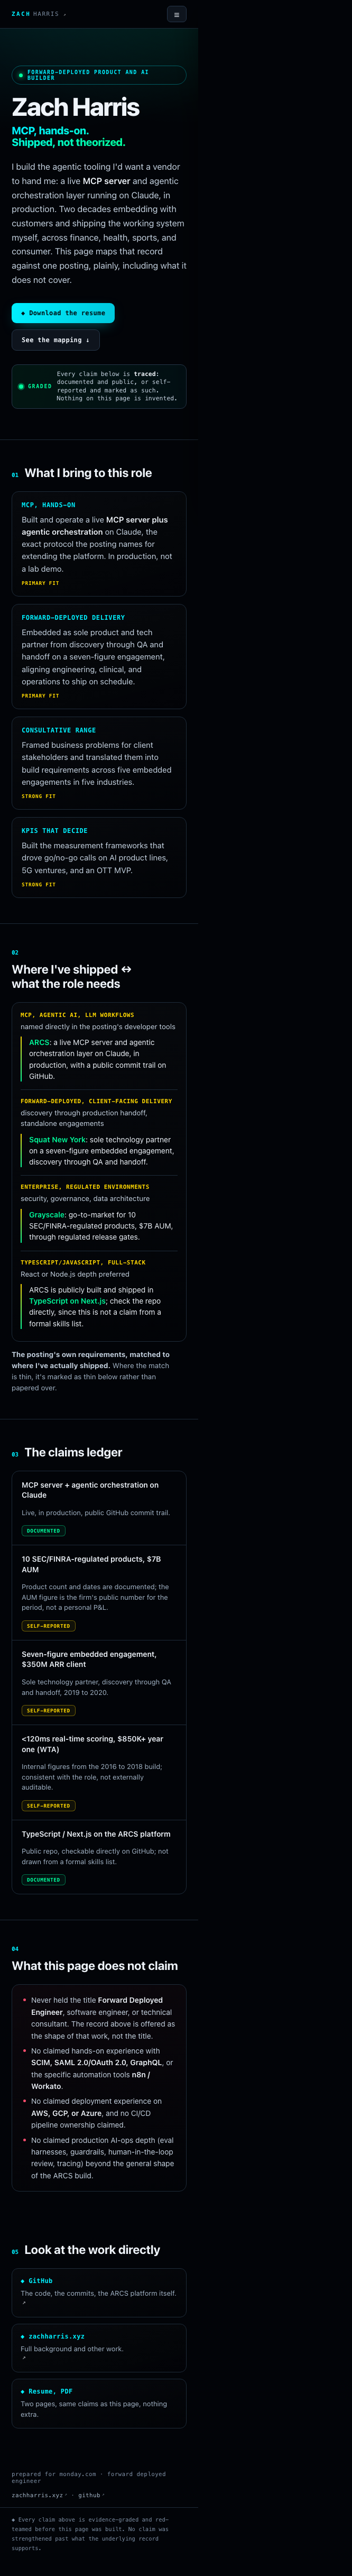 ZACH HARRIS
FORWARD-DEPLOYED PRODUCT AND AI
BUILDER
Zach Harris
MCP, hands-on.
Shipped, not theorized.
I build the agentic tooling I'd want a vendor
to hand me: a live MCP server and agentic
orchestration layer running on Claude, in
production. Two decades embedding with
customers and shipping the working system
myself, across finance, health, sports, and
consumer. This page maps that record
against one posting, plainly, including what it
does not cover.
◆ Download the resume
See the mapping ↓
GRADED
Every claim below is traced:
documented and public, or self-
reported and marked as such.
Nothing on this page is invented.
01 What I bring to this role
MCP, HANDS-ON
Built and operate a live MCP server plus
agentic orchestration on Claude, the
exact protocol the posting names for
extending the platform. In production, not
a lab demo.
PRIMARY FIT
FORWARD-DEPLOYED DELIVERY
Embedded as sole product and tech
partner from discovery through QA and
handoff on a seven-figure engagement,
aligning engineering, clinical, and
operations to ship on schedule.
PRIMARY FIT
CONSULTATIVE RANGE
Framed business problems for client
stakeholders and translated them into
build requirements across five embedded
engagements in five industries.
STRONG FIT
KPIS THAT DECIDE
Built the measurement frameworks that
drove go/no-go calls on AI product lines,
5G ventures, and an OTT MVP.
STRONG FIT
02
Where I've shipped ↔
what the role needs
MCP, AGENTIC AI, LLM WORKFLOWS
named directly in the posting's developer tools
ARCS: a live MCP server and agentic
orchestration layer on Claude, in
production, with a public commit trail on
GitHub.
FORWARD-DEPLOYED, CLIENT-FACING DELIVERY
discovery through production handoff,
standalone engagements
Squat New York: sole technology partner
on a seven-figure embedded engagement,
discovery through QA and handoff.
ENTERPRISE, REGULATED ENVIRONMENTS
security, governance, data architecture
Grayscale: go-to-market for 10
SEC/FINRA-regulated products, $7B AUM,
through regulated release gates.
TYPESCRIPT/JAVASCRIPT, FULL-STACK
React or Node.js depth preferred
ARCS is publicly built and shipped in
TypeScript on Next.js; check the repo
directly, since this is not a claim from a
formal skills list.
The posting's own requirements, matched to
where I've actually shipped. Where the match
is thin, it's marked as thin below rather than
papered over.
03 The claims ledger
MCP server + agentic orchestration on
Claude
Live, in production, public GitHub commit trail.
DOCUMENTED
10 SEC/FINRA-regulated products, $7B
AUM
Product count and dates are documented; the
AUM figure is the firm's public number for the
period, not a personal P&L.
SELF-REPORTED
Seven-figure embedded engagement,
$350M ARR client
Sole technology partner, discovery through QA
and handoff, 2019 to 2020.
SELF-REPORTED
<120ms real-time scoring, $850K+ year
one (WTA)
Internal figures from the 2016 to 2018 build;
consistent with the role, not externally
auditable.
SELF-REPORTED
TypeScript / Next.js on the ARCS platform
Public repo, checkable directly on GitHub; not
drawn from a formal skills list.
DOCUMENTED
04
What this page does not claim
Never held the title Forward Deployed
Engineer, software engineer, or technical
consultant. The record above is offered as
the shape of that work, not the title.
No claimed hands-on experience with
SCIM, SAML 2.0/OAuth 2.0, GraphQL, or
the specific automation tools n8n /
Workato.
No claimed deployment experience on
AWS, GCP, or Azure, and no CI/CD
pipeline ownership claimed.
No claimed production AI-ops depth (eval
harnesses, guardrails, human-in-the-loop
review, tracing) beyond the general shape
of the ARCS build.
05 Look at the work directly
◆ GitHub
The code, the commits, the ARCS platform itself.
↗
◆ zachharris.xyz
Full background and other work.
↗
◆ Resume, PDF
Two pages, same claims as this page, nothing
extra.
prepared for monday.com · forward deployed
engineer
zachharris.xyz · github
◆ Every claim above is evidence-graded and red-
teamed before this page was built. No claim was
strengthened past what the underlying record
supports.